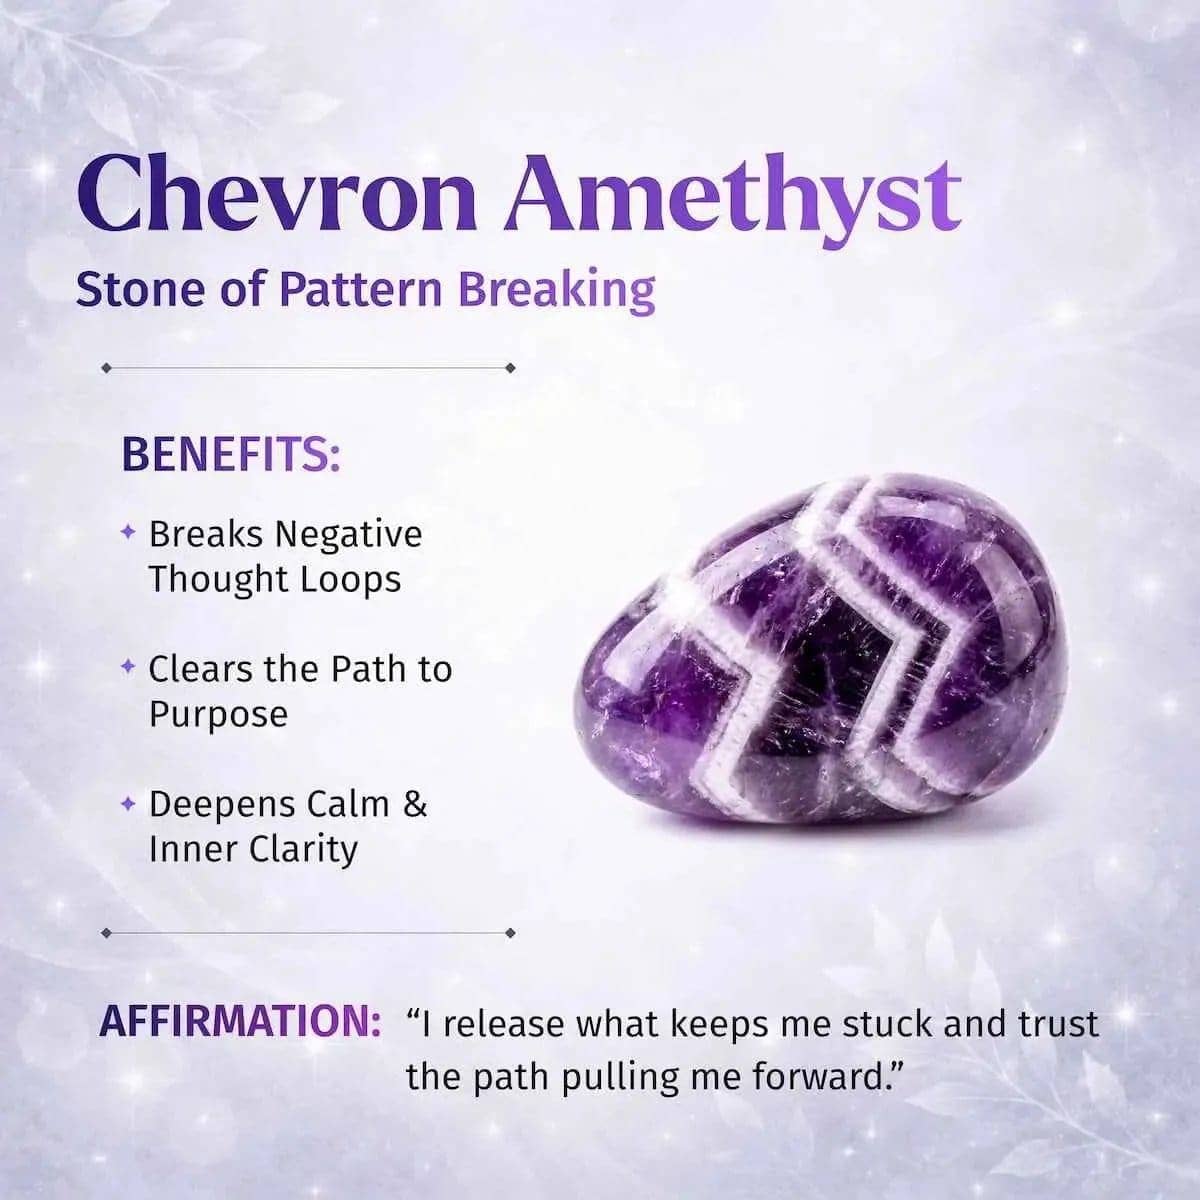 Chevron Amethyst
Stone of Pattern Breaking
BENEFITS:
Breaks Negative
Thought Loops
Clears the Path to
Purpose
Deepens Calm &
Inner Clarity
AFFIRMATION: “I release what keeps me stuck and trust
the path pulling me forward.”